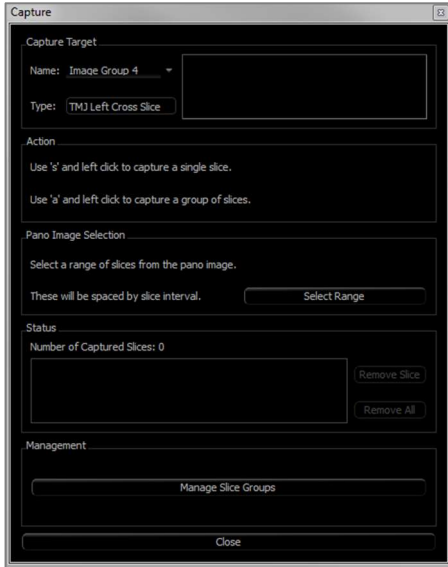 Capture
Capture Target
Name: Image Group 4
Type: TMJ Left Cross Slice
Action
Use 's' and left click to capture a single slice.
Use 'a' and left click to capture a group of slices.
Pano Image Selection
Select a range of slices from the pano image.
These will be spaced by slice interval. Select Range
Status
Number of Captured Slices: 0
Remove Slice
Remove All
Management
Manage Slice Groups
Close